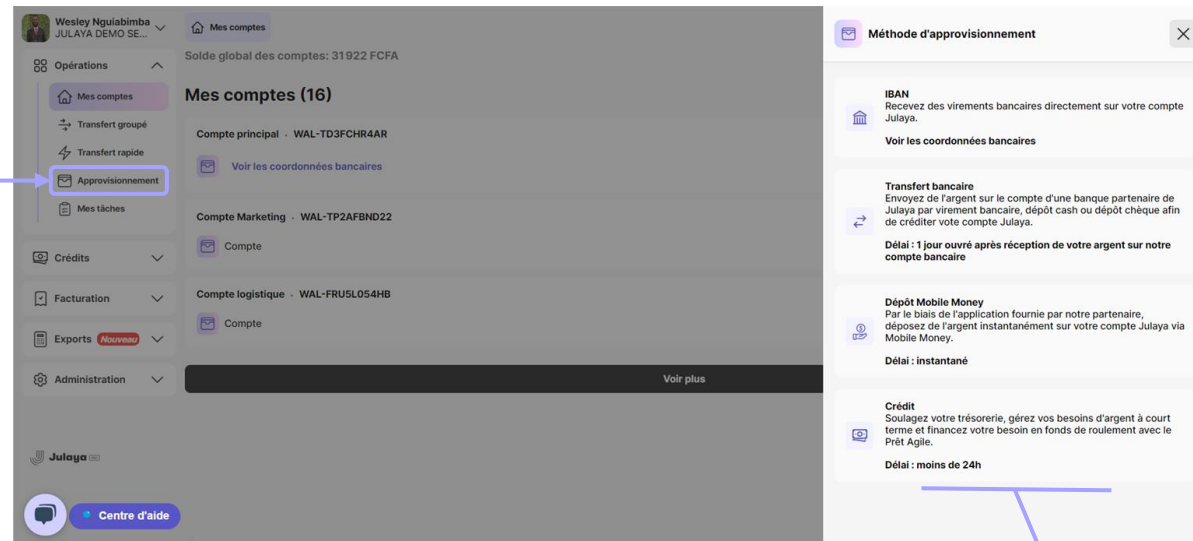 Wesley Nguiabimba
JULAYA DEMO SE...
Opérations
Mes comptes
Transfert groupé
Transfert rapide
Approvisionnement
Mes tâches
Crédits
Facturation
Exports Nouveau
Administration
Julaya
Centre d'aide
Mes comptes
Solde global des comptes: 31 922 FCFA
Mes comptes (16)
Compte principal · WAL-TD3FCHR4AR
Voir les coordonnées bancaires
Compte Marketing · WAL-TP2AFBND22
Compte
Compte logistique · WAL-FRU5L054HB
Compte
Voir plus
Méthode d'approvisionnement
IBAN
Recevez des virements bancaires directement sur votre compte
Julaya.
Voir les coordonnées bancaires
Transfert bancaire
Envoyez de l'argent sur le compte d'une banque partenaire de
Julaya par virement bancaire, dépôt cash ou dépôt chèque afin
de créditer vote compte Julaya.
Délai : 1 jour ouvré après réception de votre argent sur notre
compte bancaire
Dépôt Mobile Money
Par le biais de l'application fournie par notre partenaire,
déposez de l'argent instantanément sur votre compte Julaya via
Mobile Money.
Délai : instantané
Crédit
Soulagez votre trésorerie, gérez vos besoins d'argent à court
terme et financez votre besoin en fonds de roulement avec le
Prêt Agile.
Délai : moins de 24h